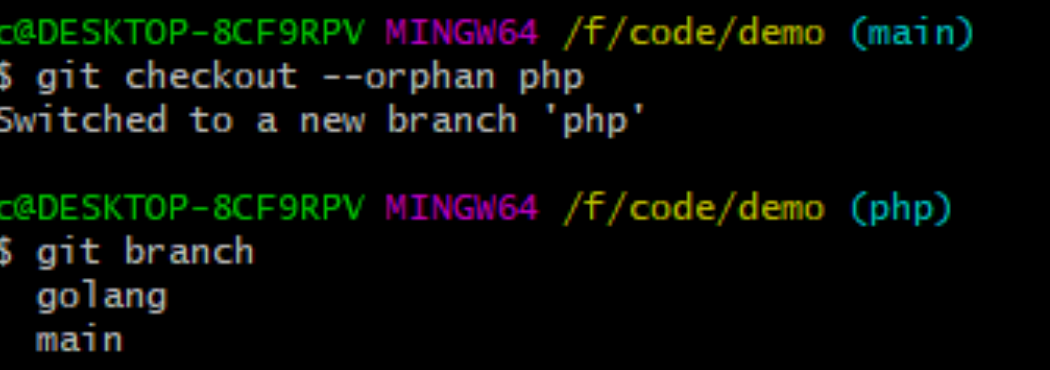 c@DESKTOP-8CF9RPV MINGW64 /f/code/demo (main)
$ git checkout --orphan php
Switched to a new branch 'php'
c@DESKTOP-8CF9RPV MINGW64 /f/code/demo (php)
$ git branch
  golang
  main